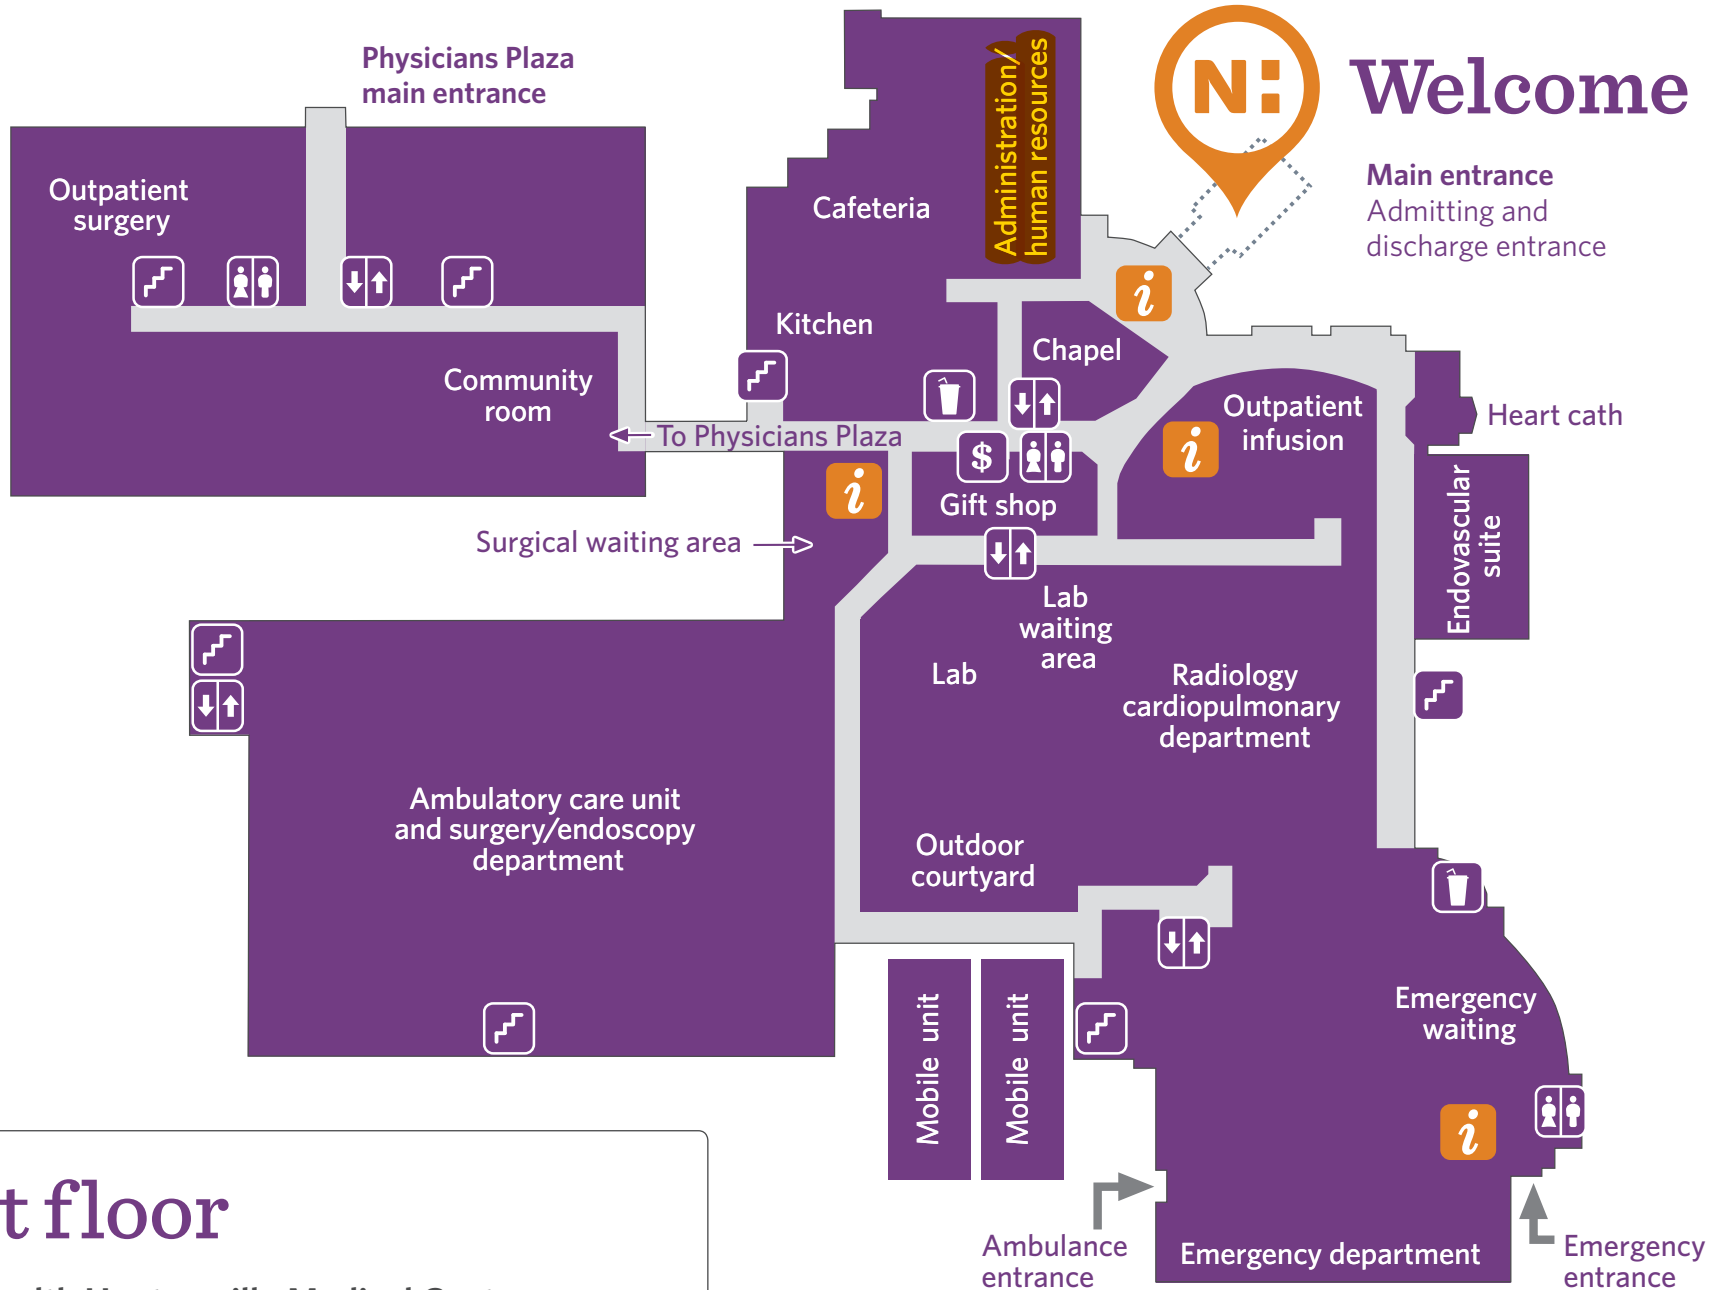 Physicians Plaza
main entrance
N:
Welcome
Main entrance
Admitting and
discharge entrance
Administration/
human resources
Outpatient
surgery
Cafeteria
Kitchen
Chapel
Community
room
To Physicians Plaza
Outpatient
infusion
Heart cath
Endovascular
suite
$
Gift shop
i
i
i
i
Surgical waiting area
Lab
waiting
area
Lab
Radiology
cardiopulmonary
department
Ambulatory care unit
and surgery/endoscopy
department
Outdoor
courtyard
Mobile unit
Mobile unit
Emergency
waiting
Ambulance
entrance
Emergency department
Emergency
entrance
t floor